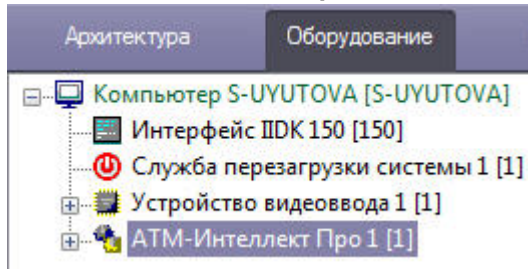 Архитектура Оборудование
Компьютер S-UYUTOVA [S-UYUTOVA]
Интерфейс IIDK 150 [150]
Служба перезагрузки системы 1 [1]
Устройство видеоввода 1 [1]
АТМ-Интеллект Про 1 [1]